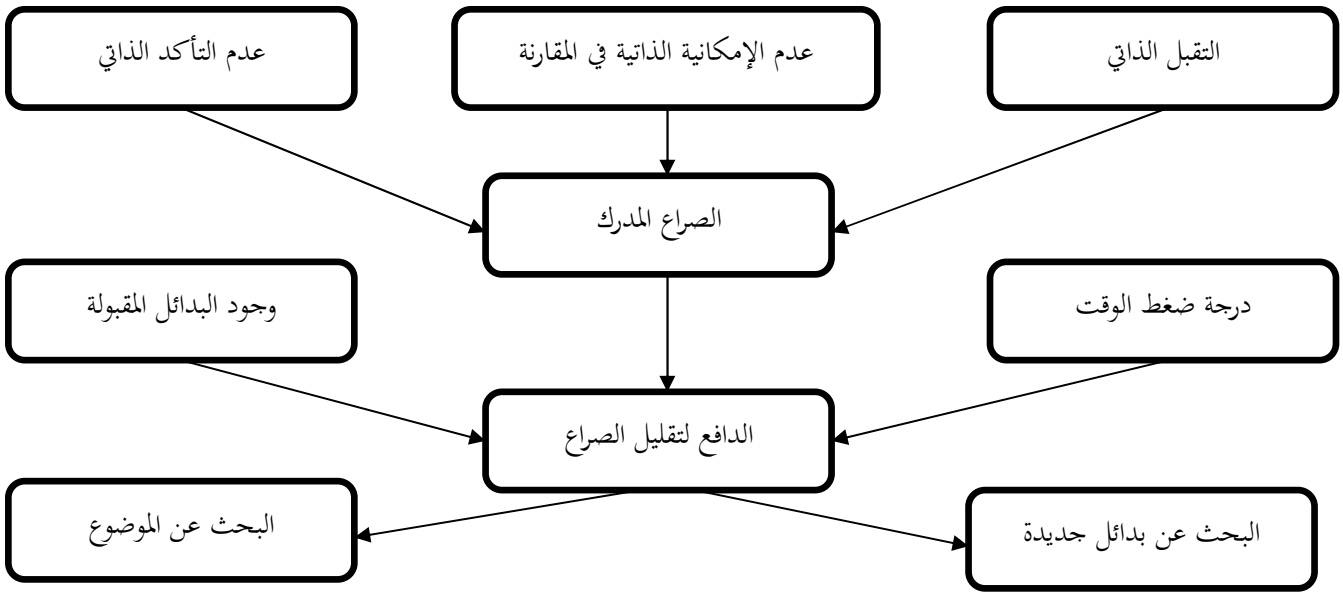 التقبل الذاتي
عدم الإمكانية الذاتية في المقارنة
عدم التأكد الذاتي
الصراع المدرك
درجة ضغط الوقت
وجود البدائل المقبولة
الدافع لتقليل الصراع
البحث عن بدائل جديدة
البحث عن الموضوع